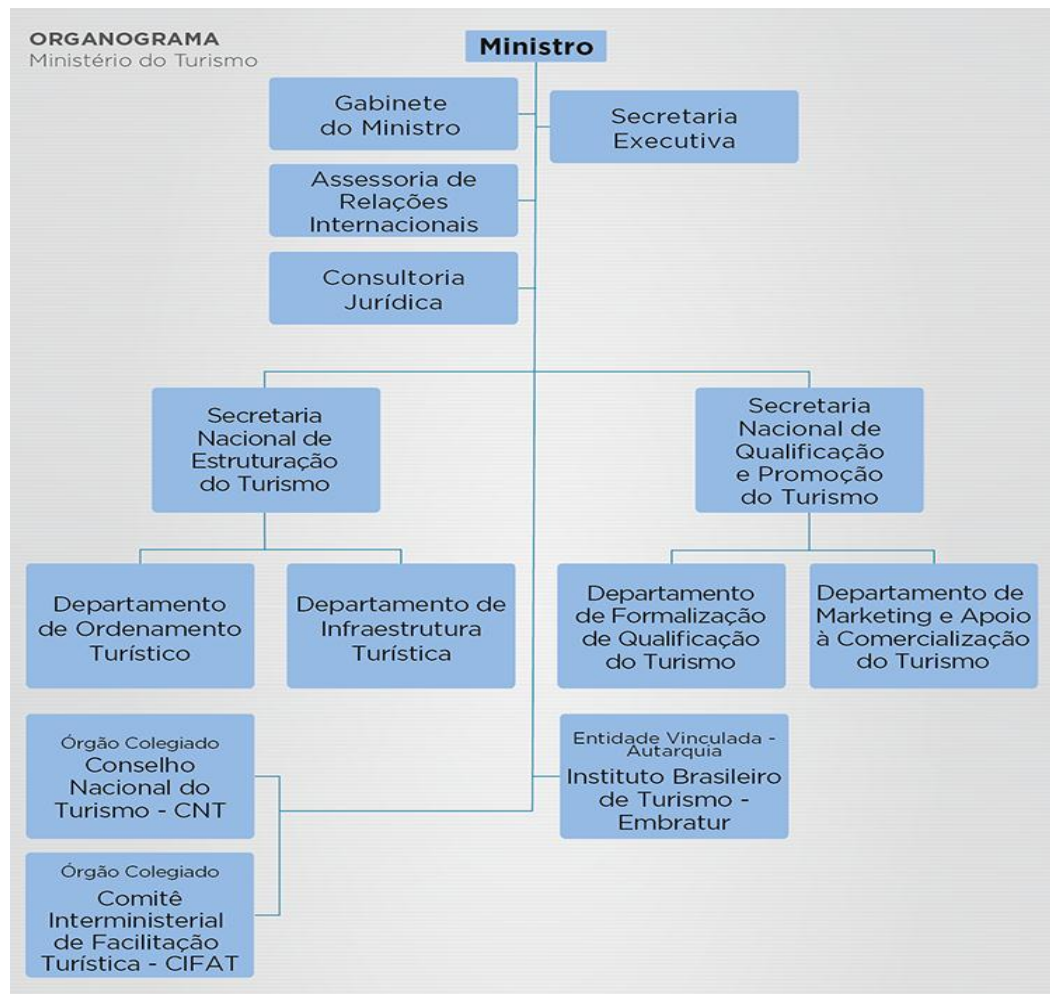 ORGANOGRAMA
Ministério do Turismo
Ministro
Gabinete
do Ministro
Secretaria
Executiva
Assessoria de
Relações
Internacionais
Consultoria
Jurídica
Secretaria
Nacional de
Estruturação
do Turismo
Secretaria
Nacional de
Qualificação
e Promoção
do Turismo
Departamento
de Ordenamento
Turístico
Departamento de
Infraestrutura
Turística
Departamento
de Formalização
de Qualificação
do Turismo
Departamento de
Marketing e Apoio
à Comercialização
do Turismo
Órgão Colegiado
Conselho
Nacional do
Turismo - CNT
Entidade Vinculada -
Autarquia
Instituto Brasileiro
de Turismo -
Embratur
Órgão Colegiado
Comitê
Interministerial
de Facilitação
Turística - CIFAT